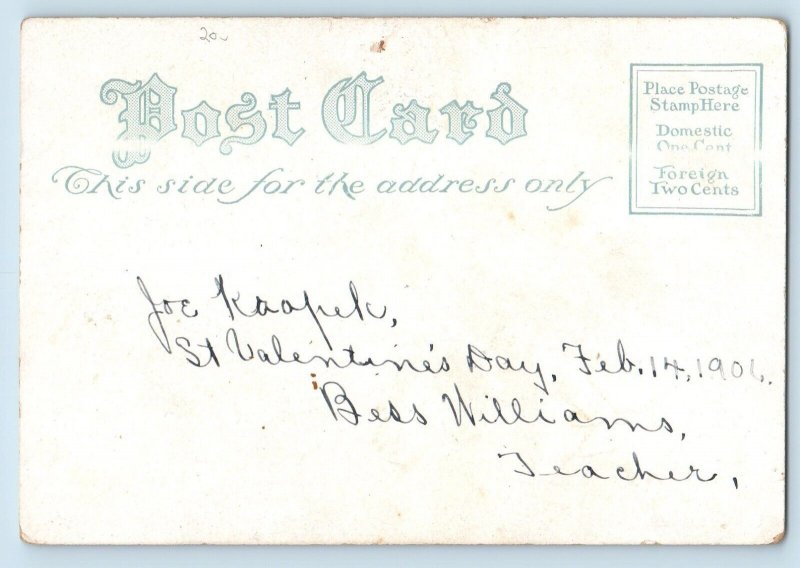 20-
Post Card
This side for the address only
Place Postage
Stamp Here
Domestic
One Cent
Foreign
Two Cents
Joe Kaapek,
St Valentine's Day, Feb. 14, 1906.
Bess Williams,
Teacher,